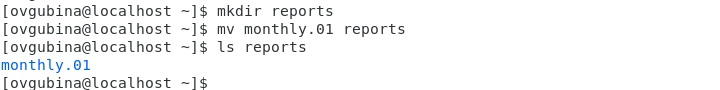 [ovgubina@localhost ~]$ mkdir reports
[ovgubina@localhost ~]$ mv monthly.01 reports
[ovgubina@localhost ~]$ ls reports
monthly.01
[ovgubina@localhost ~]$